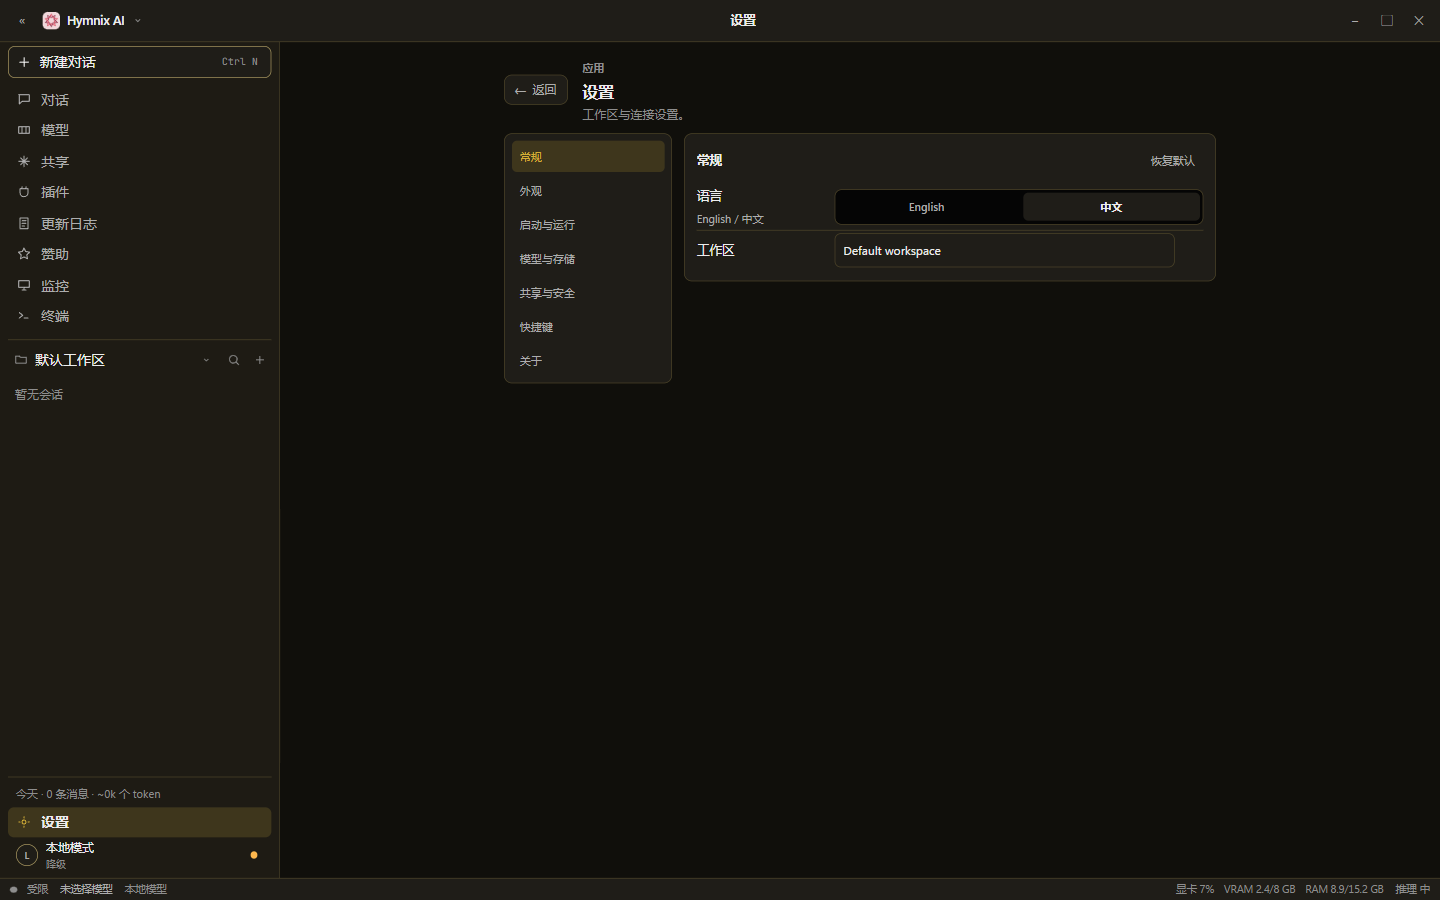 « Hymnix AI
设置
新建对话 Ctrl N
对话
模型
共享
插件
更新日志
赞助
监控
终端
默认工作区
暂无会话
今天 · 0 条消息 · ~0k 个 token
设置
L 本地模式
降级
← 返回
应用
设置
工作区与连接设置。
常规
外观
启动与运行
模型与存储
共享与安全
快捷键
关于
常规 恢复默认
语言
English / 中文
English 中文
工作区 Default workspace
受限 未选择模型 本地模型
显卡 7% VRAM 2.4/8 GB RAM 8.9/15.2 GB 推理 中